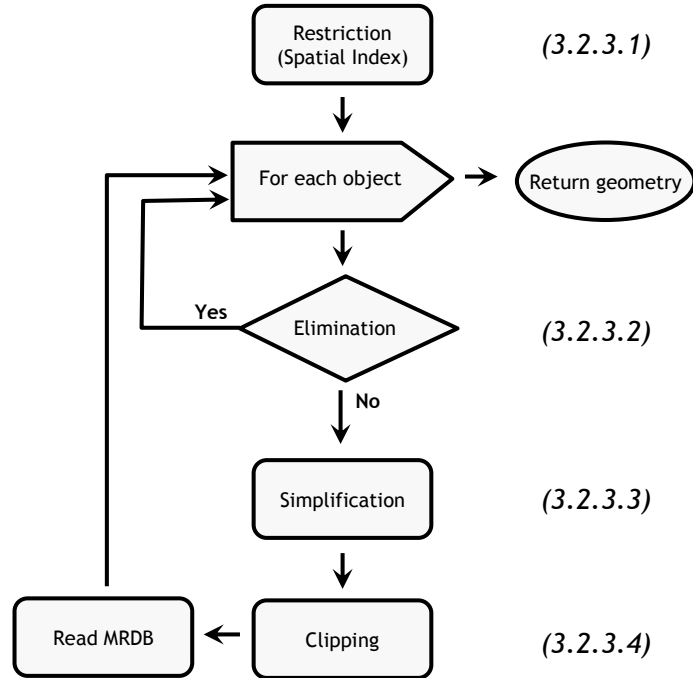 Restriction
(Spatial Index)
(3.2.3.1)
For each object
Return geometry
Yes
Elimination
(3.2.3.2)
No
Simplification
(3.2.3.3)
Read MRDB
Clipping
(3.2.3.4)